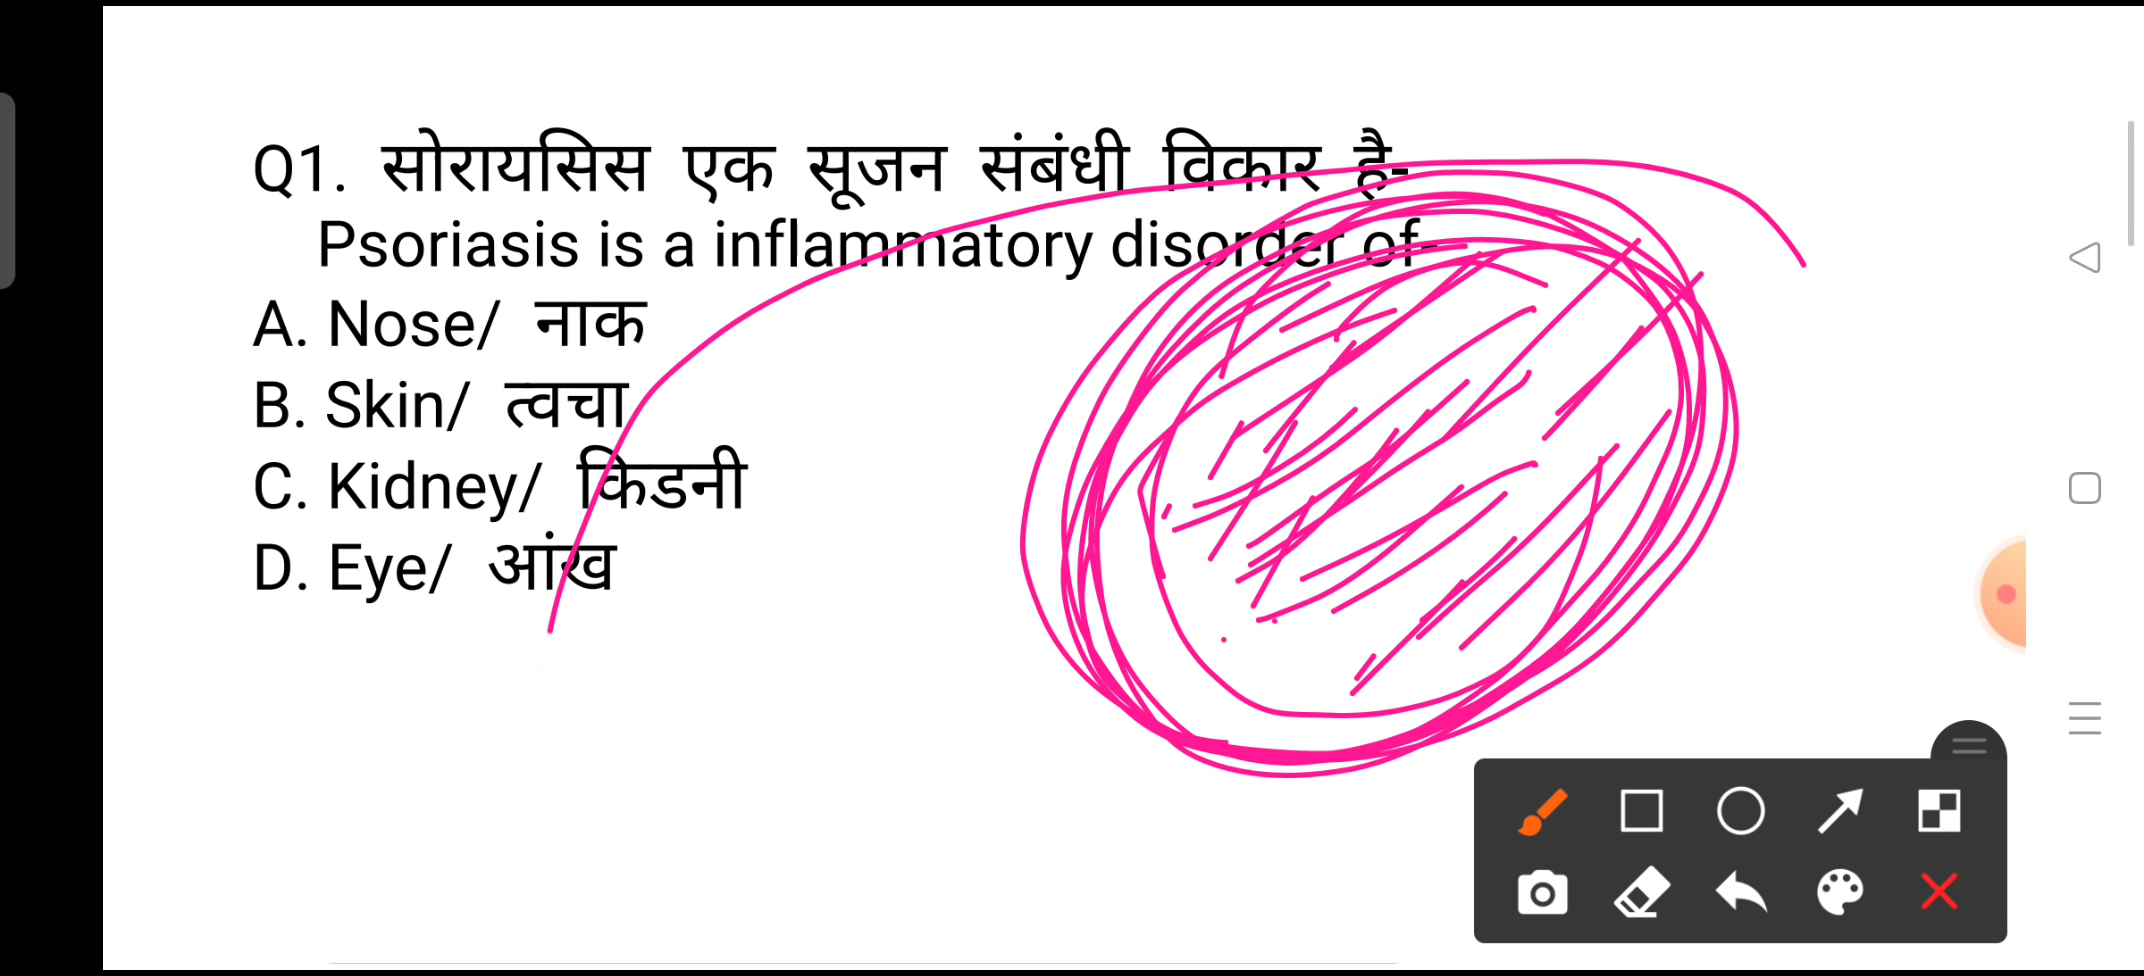 Q1. सोरायसिस एक सूजन संबंधी विकार है-
Psoriasis is a inflammatory disorder of-
A. Nose/ नाक
B. Skin/ त्वचा
C. Kidney/ किडनी
D. Eye/ आंख